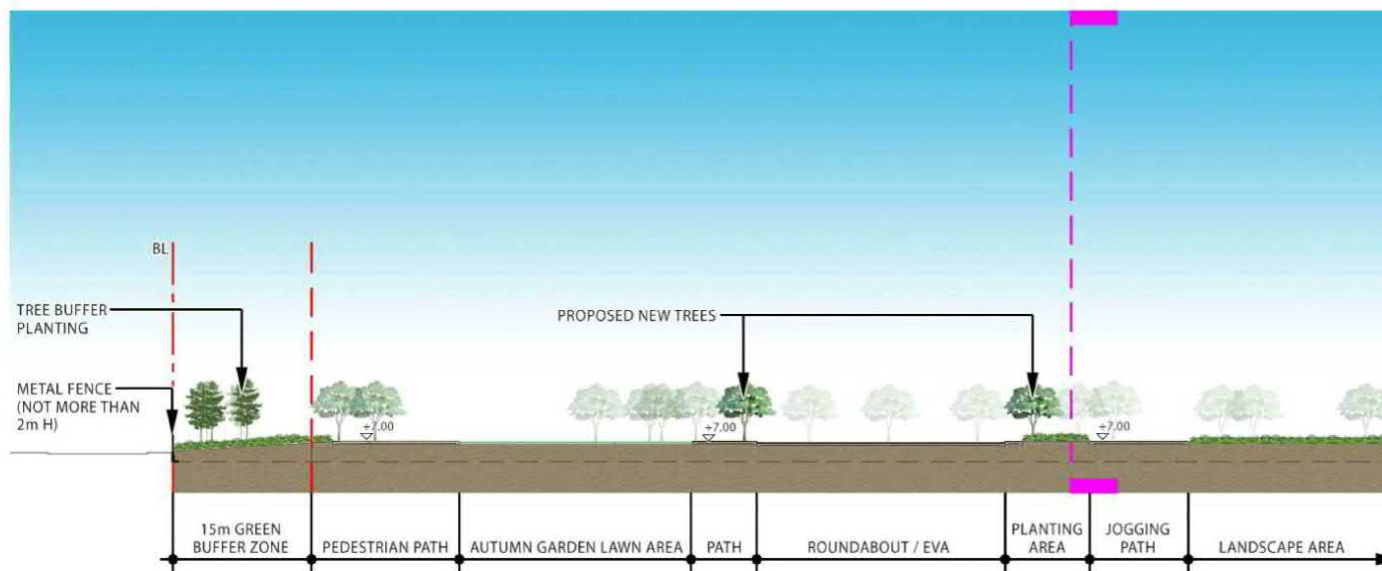 BL
TREE BUFFER
PLANTING
PROPOSED NEW TREES
METAL FENCE
(NOT MORE THAN
2m H)
+7.00
+7.00
+7.00
15m GREEN
BUFFER ZONE
PEDESTRIAN PATH
AUTUMN GARDEN LAWN AREA
PATH
ROUNDABOUT / EVA
PLANTING
AREA
JOGGING
PATH
LANDSCAPE AREA